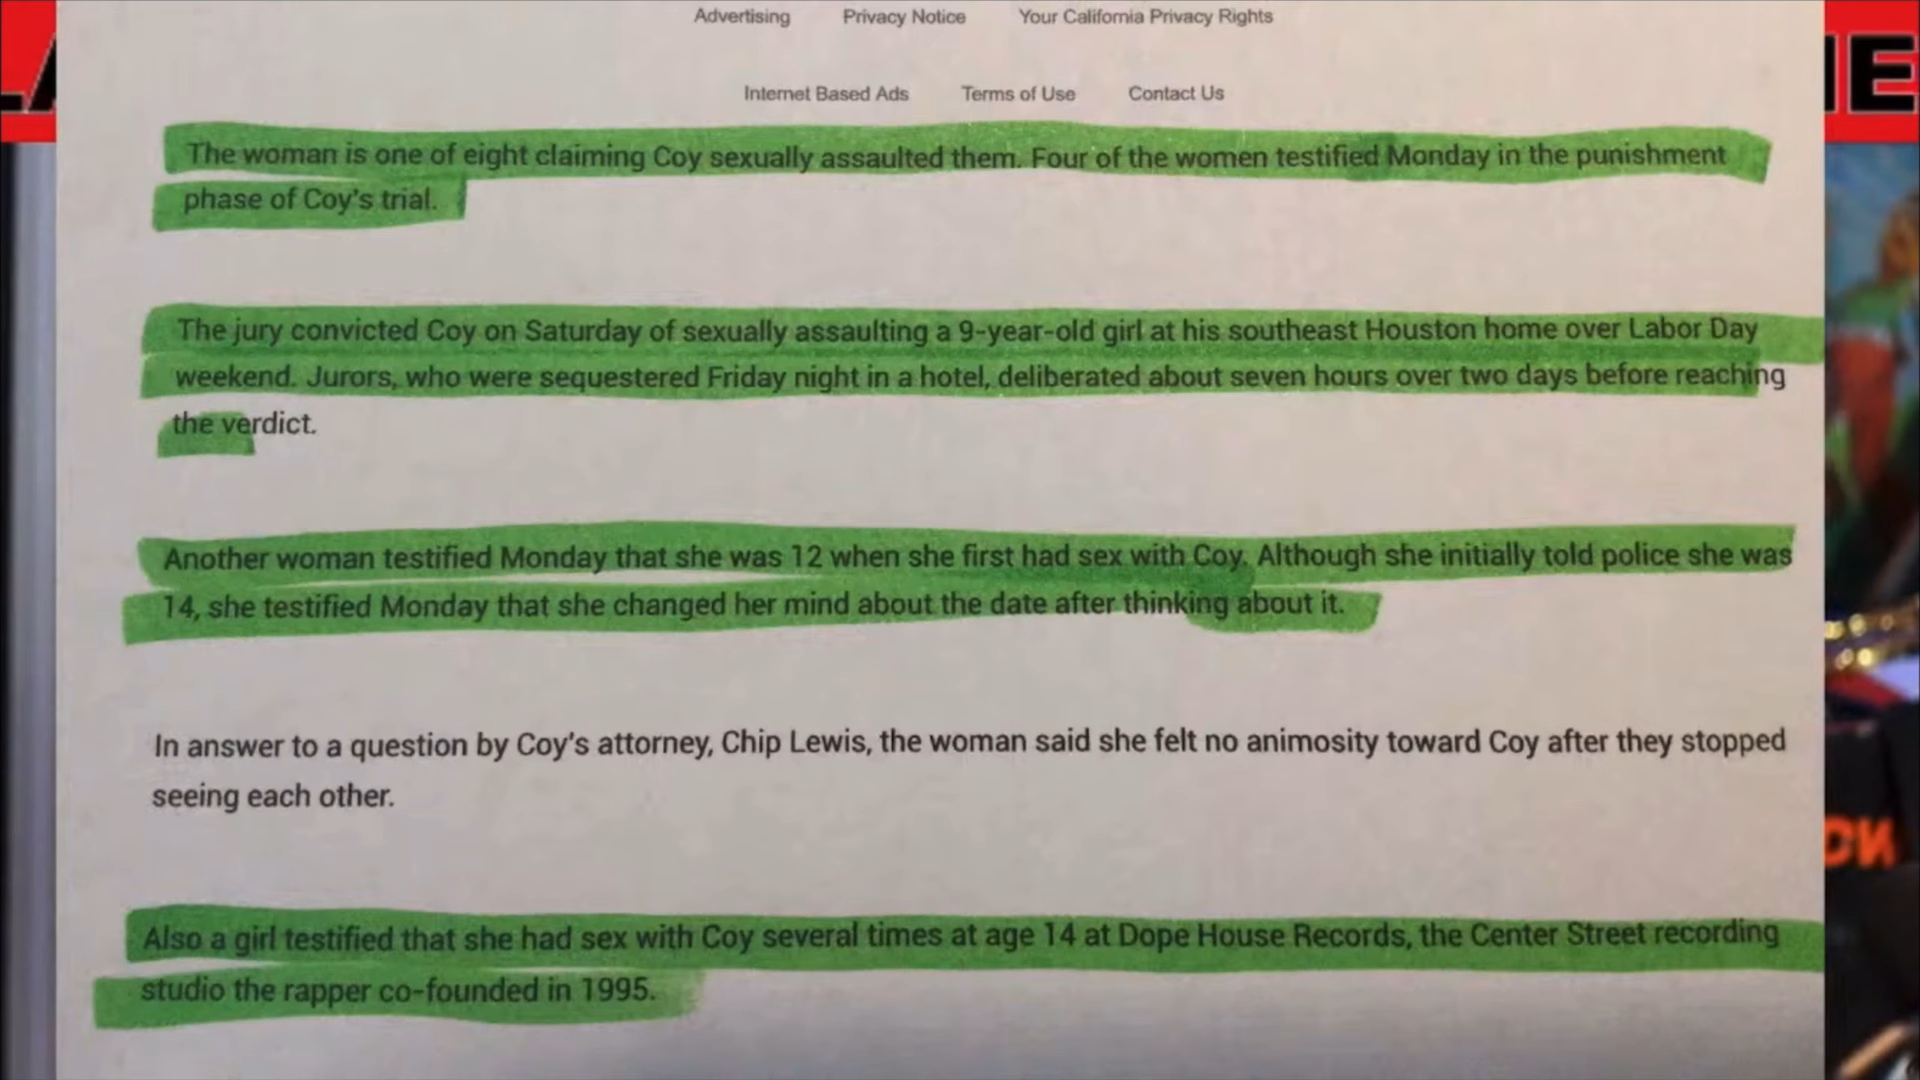 Advertising Privacy Notice Your California Privacy Rights
Internet Based Ads Terms of Use Contact Us
The woman is one of eight claiming Coy sexually assaulted them. Four of the women testified Monday in the punishment
phase of Coy's trial.
The jury convicted Coy on Saturday of sexually assaulting a 9-year-old girl at his southeast Houston home over Labor Day
weekend. Jurors, who were sequestered Friday night in a hotel, deliberated about seven hours over two days before reaching
the verdict.
Another woman testified Monday that she was 12 when she first had sex with Coy. Although she initially told police she was
14, she testified Monday that she changed her mind about the date after thinking about it.
In answer to a question by Coy's attorney, Chip Lewis, the woman said she felt no animosity toward Coy after they stopped
seeing each other.
Also a girl testified that she had sex with Coy several times at age 14 at Dope House Records, the Center Street recording
studio the rapper co-founded in 1995.